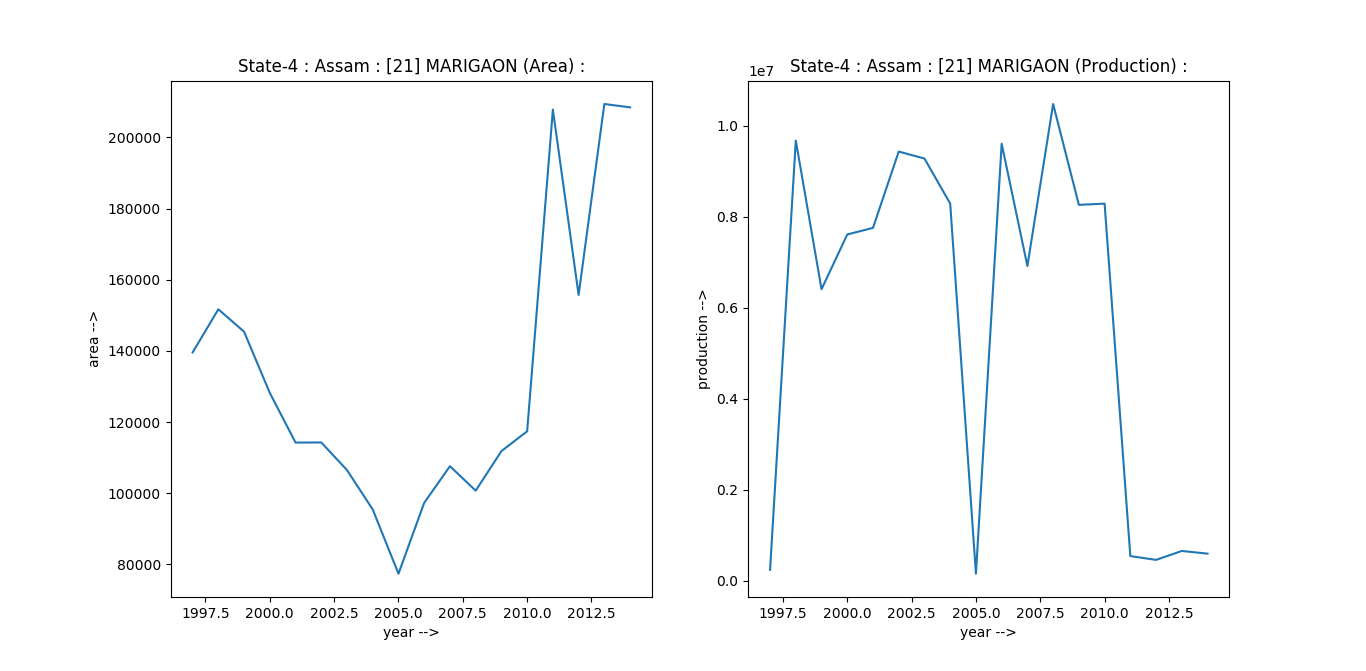 State-4 : Assam : [21] MARIGAON (Area) :
200000
180000
160000
140000
120000
100000
80000
area -->
1997.5 2000.0 2002.5 2005.0 2007.5 2010.0 2012.5
year -->
State-4 : Assam : [21] MARIGAON (Production) :
1e7
1.0
0.8
0.6
0.4
0.2
0.0
production -->
1997.5 2000.0 2002.5 2005.0 2007.5 2010.0 2012.5
year -->